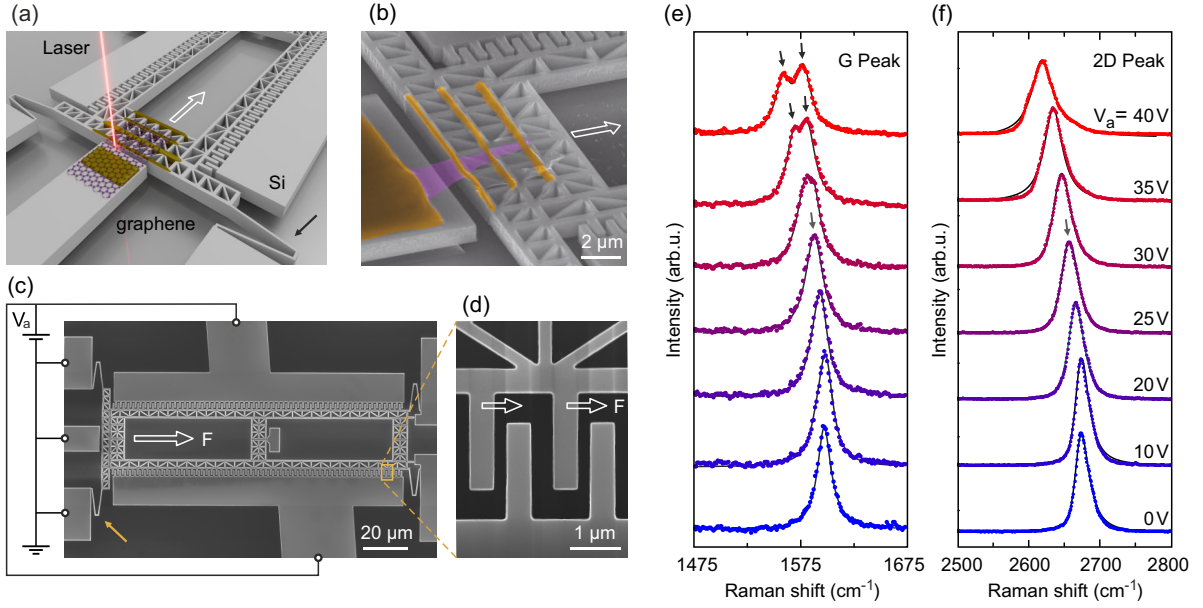 (a)
Laser
Si
graphene
(b)
2 µm
(c)
Vₐ
F
20 µm
(d)
F
1 µm
(e)
G Peak
Intensity (arb.u.)
1475 1575 1675
Raman shift (cm⁻¹)
(f)
2D Peak
Vₐ = 40 V
35 V
30 V
25 V
20 V
10 V
0 V
Intensity (arb.u.)
2500 2600 2700 2800
Raman shift (cm⁻¹)